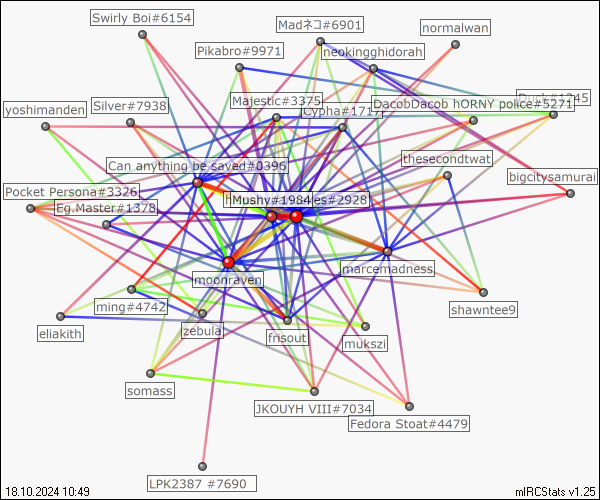 Swirly Boi#6154
Madネコ#6901
normalwan
Pikabro#9971
neokingghidorah
Majestic#3375
DacobDacob hORNY police#5271
yoshimanden
Silver#7938
Cypha#1717
thesecondtwat
Can anything be saved#0396
bigcitysamurai
Pocket Persona#3326
Mushy#1984
es#2928
Eg.Master#1378
marcemadness
moonraven
ming#4742
shawntee9
zebula
frisout
eliakith
mukszi
somass
JKOUYH VIII#7034
Fedora Stoat#4479
LPK2387 #7690
18.10.2024 10:49
mIRCStats v1.25